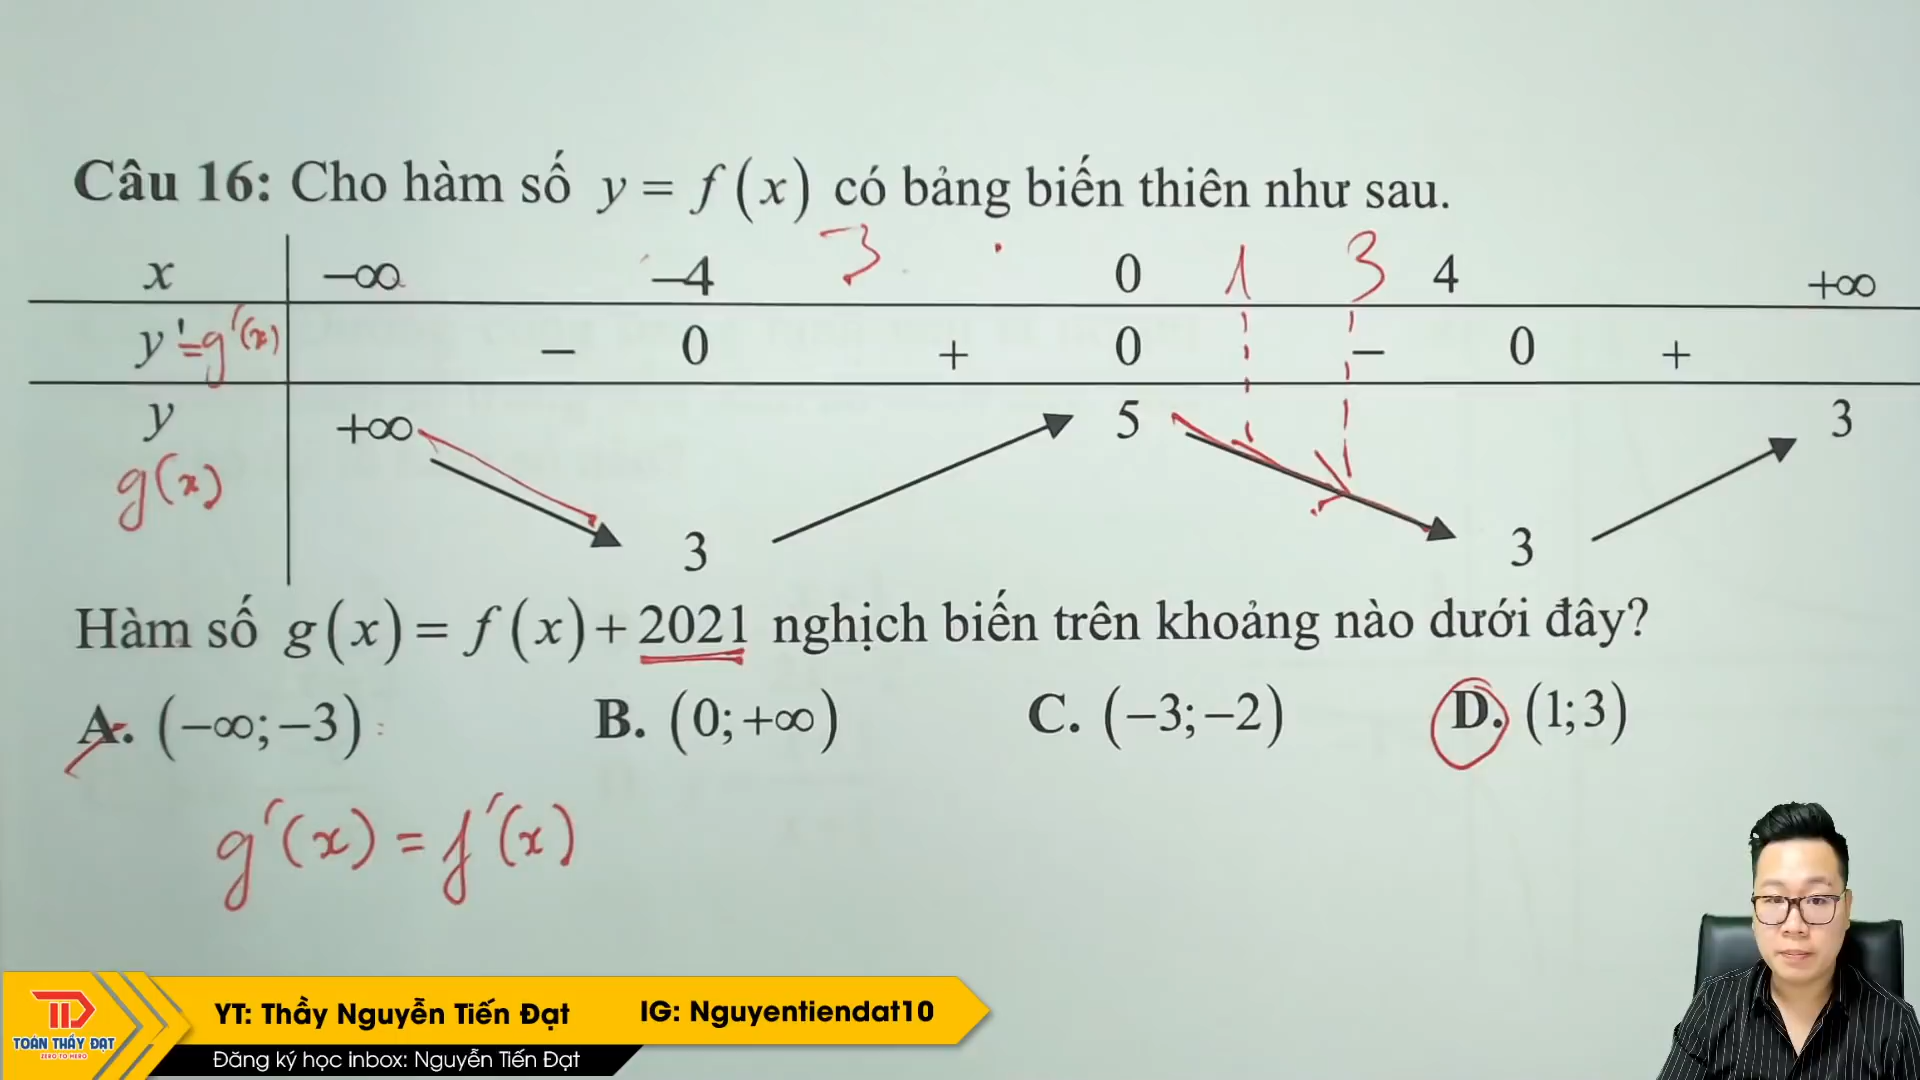 Câu 16: Cho hàm số y = f(x) có bảng biến thiên như sau.
x −∞ −4 3 0 1 3 4 +∞
y' = g'(x) − 0 + 0 − 0 +
y +∞ 5 3
g(x)
3 3
Hàm số g(x) = f(x) + 2021 nghịch biến trên khoảng nào dưới đây?
A. (−∞; −3) B. (0; +∞) C. (−3; −2) D. (1; 3)
g'(x) = f'(x)
YT: Thầy Nguyễn Tiến Đạt IG: Nguyentiendat10
TOÁN THẦY ĐẠT
ZERO TO HERO
Đăng ký học inbox: Nguyễn Tiến Đạt